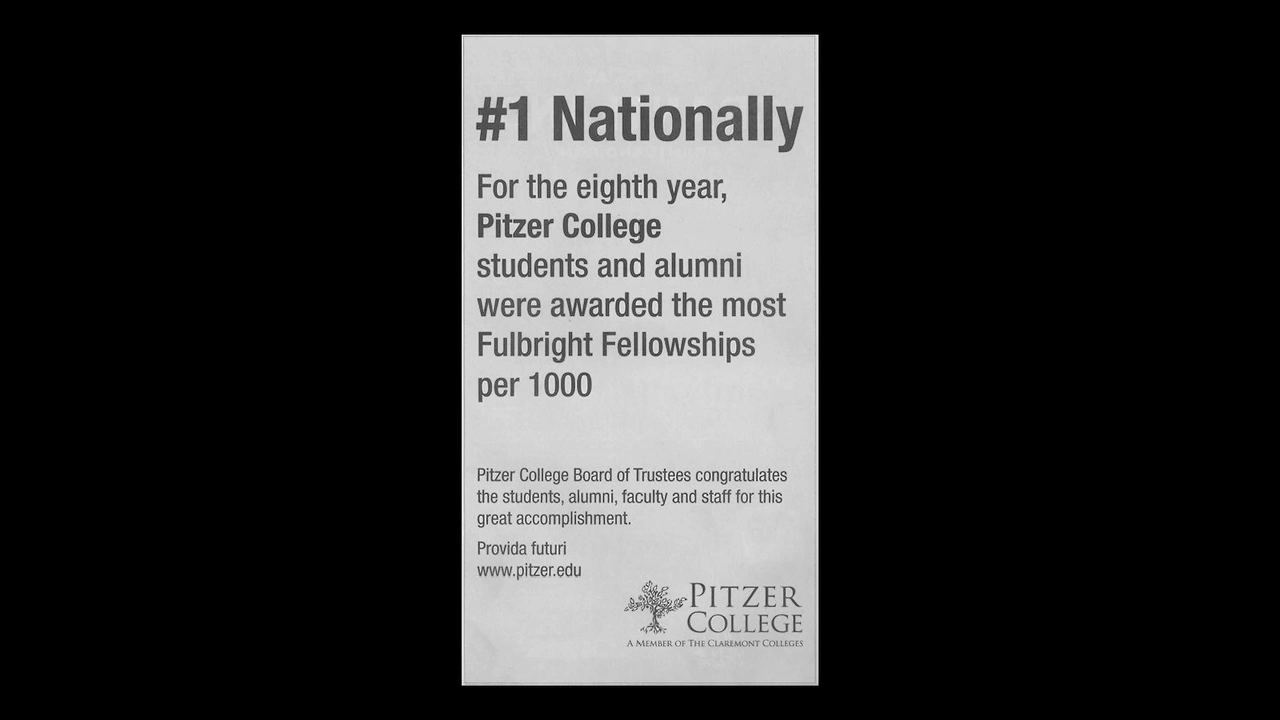 #1 Nationally
For the eighth year,
Pitzer College
students and alumni
were awarded the most
Fulbright Fellowships
per 1000
Pitzer College Board of Trustees congratulates
the students, alumni, faculty and staff for this
great accomplishment.
Provida futuri
www.pitzer.edu
PITZER
COLLEGE
A MEMBER OF THE CLAREMONT COLLEGES